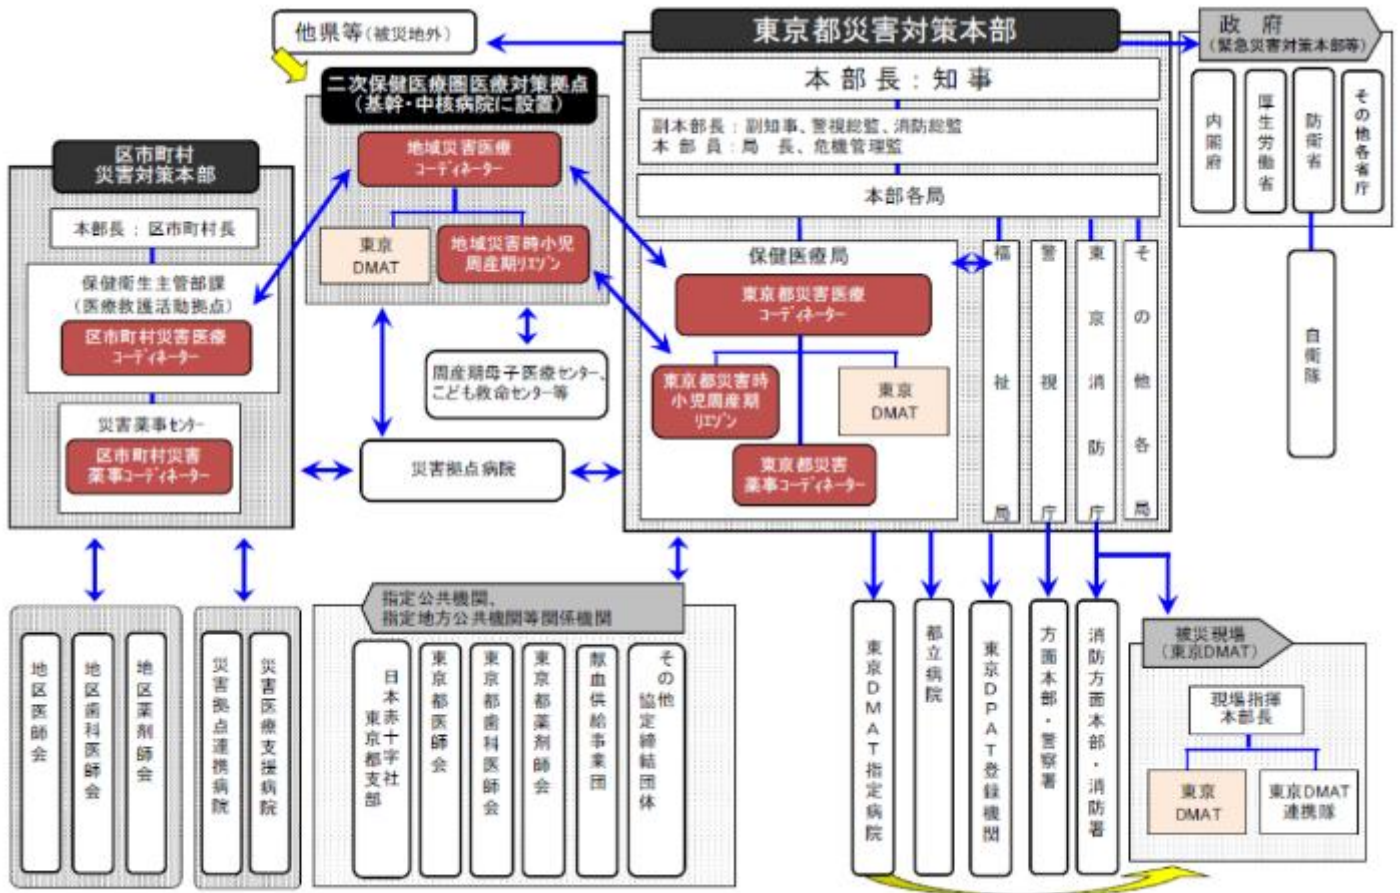 他県等(被災地外)
東京都災害対策本部
本部長：知事
副本部長：副知事、警視総監、消防総監
本部員：局長、危機管理監
本部各局
保健医療局
東京都災害医療
コーディネーター
東京都災害時
小児周産期
リエゾン
東京
DMAT
東京都災害
薬事コーディネーター
福祉局
警視庁
東京消防庁
その他各局
政府
(緊急災害対策本部等)
内閣府
厚生労働省
防衛省
その他各省庁
自衛隊
二次保健医療圏医療対策拠点
(基幹・中核病院に設置)
地域災害医療
コーディネーター
東京
DMAT
地域災害時小児
周産期リエゾン
周産期母子医療センター、
こども救命センター等
災害拠点病院
区市町村
災害対策本部
本部長：区市町村長
保健衛生主管部課
(医療救護活動拠点)
区市町村災害医療
コーディネーター
災害薬事センター
区市町村災害
薬事コーディネーター
地区医師会
地区歯科医師会
地区薬剤師会
災害拠点連携病院
災害医療支援病院
指定公共機関、
指定地方公共機関等関係機関
日本赤十字社
東京都支部
東京都医師会
東京都歯科医師会
東京都薬剤師会
献血供給事業団
その他
協定締結団体
東京DMAT指定病院
都立病院
東京DPAT登録機関
方面本部・警察署
消防方面本部・消防署
被災現場
(東京DMAT)
現場指揮
本部長
東京
DMAT
東京DMAT
連携隊